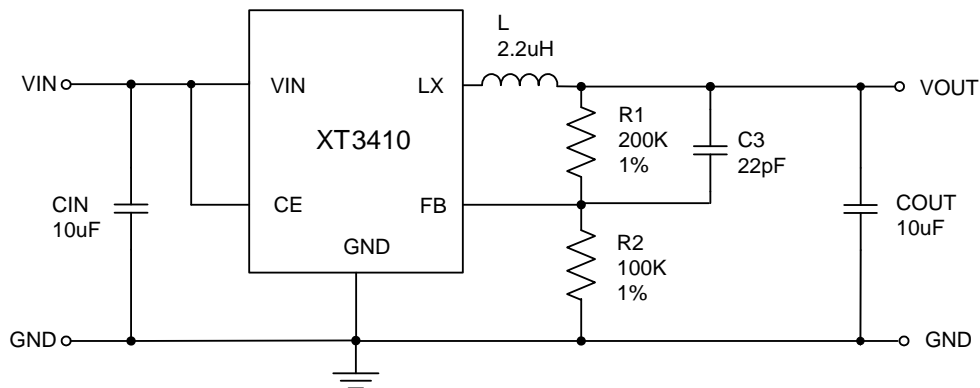 L
2.2uH
VIN
VIN
LX
VOUT
R1
200K
1%
C3
22pF
XT3410
CIN
10uF
CE
FB
COUT
10uF
GND
R2
100K
1%
GND
GND